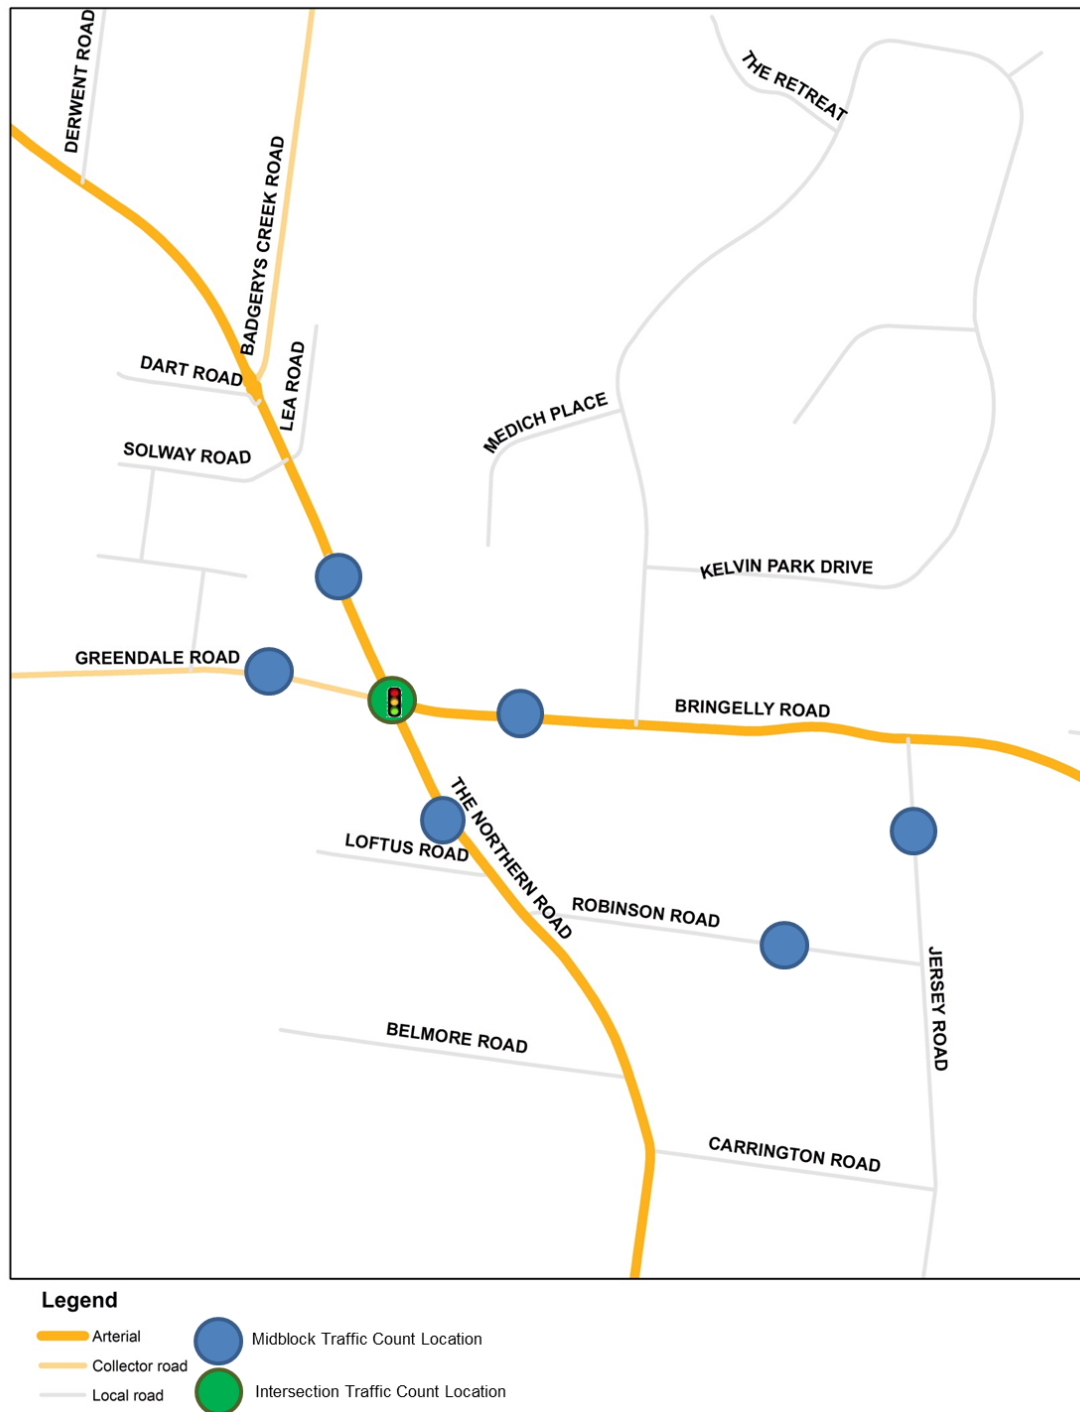 DERWENT ROAD
THE RETREAT
BADGERYS CREEK ROAD
DART ROAD
LEA ROAD
MEDICH PLACE
SOLWAY ROAD
KELVIN PARK DRIVE
GREENDALE ROAD
BRINGELLY ROAD
THE NORTHERN ROAD
LOFTUS ROAD
ROBINSON ROAD
JERSEY ROAD
BELMORE ROAD
CARRINGTON ROAD
Legend
Arterial
Midblock Traffic Count Location
Collector road
Local road
Intersection Traffic Count Location